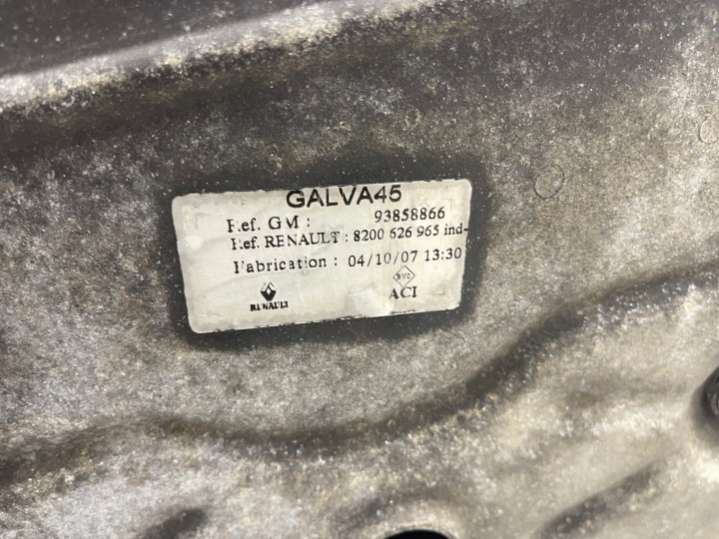 GALVA45
Ref. GM : 93858866
Ref. RENAULT : 8200 626 965 ind-
Fabrication : 04/10/07 13:30
RENAULT
ACI